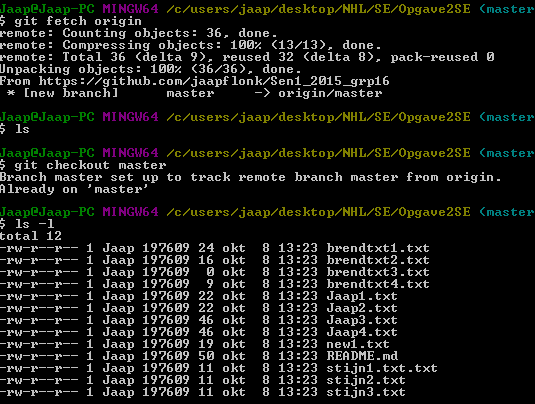 Jaap@Jaap-PC MINGW64 /c/users/jaap/desktop/NHL/SE/Opgave2SE (master
$ git fetch origin
remote: Counting objects: 36, done.
remote: Compressing objects: 100% (13/13), done.
remote: Total 36 (delta 9), reused 32 (delta 8), pack-reused 0
Unpacking objects: 100% (36/36), done.
From https://github.com/jaapflonk/Sen1_2015_grp16
 * [new branch]      master     -> origin/master

Jaap@Jaap-PC MINGW64 /c/users/jaap/desktop/NHL/SE/Opgave2SE (master
$ ls

Jaap@Jaap-PC MINGW64 /c/users/jaap/desktop/NHL/SE/Opgave2SE (master
$ git checkout master
Branch master set up to track remote branch master from origin.
Already on 'master'

Jaap@Jaap-PC MINGW64 /c/users/jaap/desktop/NHL/SE/Opgave2SE (master
$ ls -l
total 12
-rw-r--r-- 1 Jaap 197609 24 okt  8 13:23 brendtxt1.txt
-rw-r--r-- 1 Jaap 197609 16 okt  8 13:23 brendtxt2.txt
-rw-r--r-- 1 Jaap 197609  0 okt  8 13:23 brendtxt3.txt
-rw-r--r-- 1 Jaap 197609  9 okt  8 13:23 brendtxt4.txt
-rw-r--r-- 1 Jaap 197609 22 okt  8 13:23 Jaap1.txt
-rw-r--r-- 1 Jaap 197609 22 okt  8 13:23 Jaap2.txt
-rw-r--r-- 1 Jaap 197609 46 okt  8 13:23 Jaap3.txt
-rw-r--r-- 1 Jaap 197609 46 okt  8 13:23 Jaap4.txt
-rw-r--r-- 1 Jaap 197609 19 okt  8 13:23 new1.txt
-rw-r--r-- 1 Jaap 197609 50 okt  8 13:23 README.md
-rw-r--r-- 1 Jaap 197609 11 okt  8 13:23 stijn1.txt.txt
-rw-r--r-- 1 Jaap 197609 11 okt  8 13:23 stijn2.txt
-rw-r--r-- 1 Jaap 197609 11 okt  8 13:23 stijn3.txt